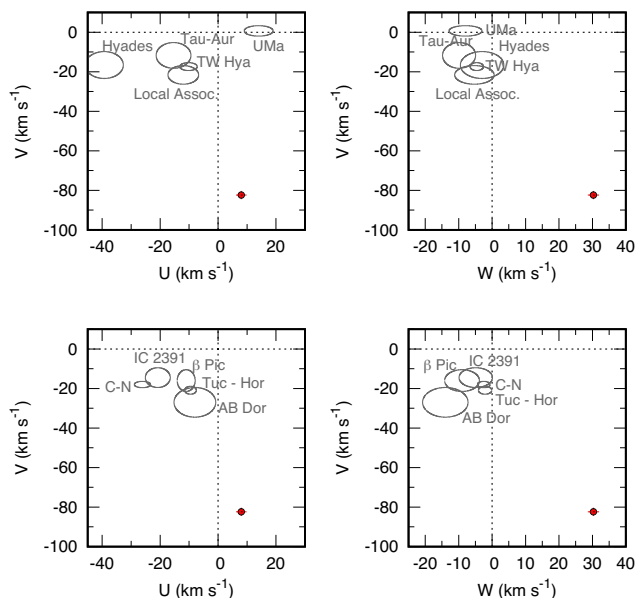 0
-20
-40
-60
-80
-100
V (km s-1)
Hyades
Tau-Aur
UMa
TW Hya
Local Assoc.
-40 -20 0 20
U (km s-1)
0
-20
-40
-60
-80
-100
V (km s-1)
UMa
Tau-Aur
Hyades
TW Hya
Local Assoc.
-20 -10 0 10 20 30 40
W (km s-1)
0
-20
-40
-60
-80
-100
V (km s-1)
IC 2391
β Pic
C-N
Tuc - Hor
AB Dor
-40 -20 0 20
U (km s-1)
0
-20
-40
-60
-80
-100
V (km s-1)
β Pic
IC 2391
C-N
Tuc - Hor
AB Dor
-20 -10 0 10 20 30 40
W (km s-1)